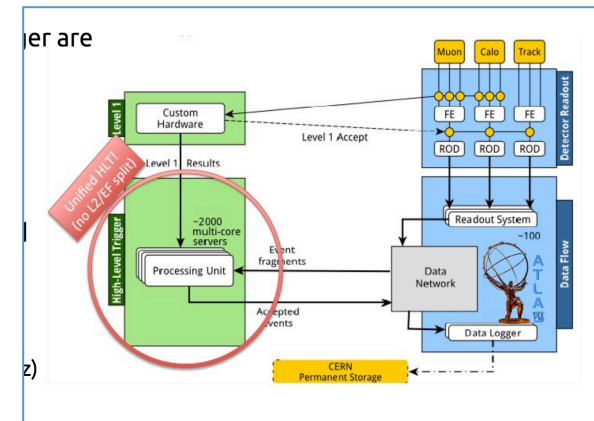 ger are
Muon
Calo
Track
Level 1
Custom
Hardware
FE
FE
FE
Level 1 Accept
ROD
ROD
ROD
Detector Readout
Unified HLT!
(no L2/EF split)
Level 1
Results
High-Level Trigger
~2000
multi-core
servers
Processing Unit
Event
fragments
Accepted
Events
Readout System
~100
Data
Network
ATLAS
Data Logger
Data Flow
z)
CERN
Permanent Storage